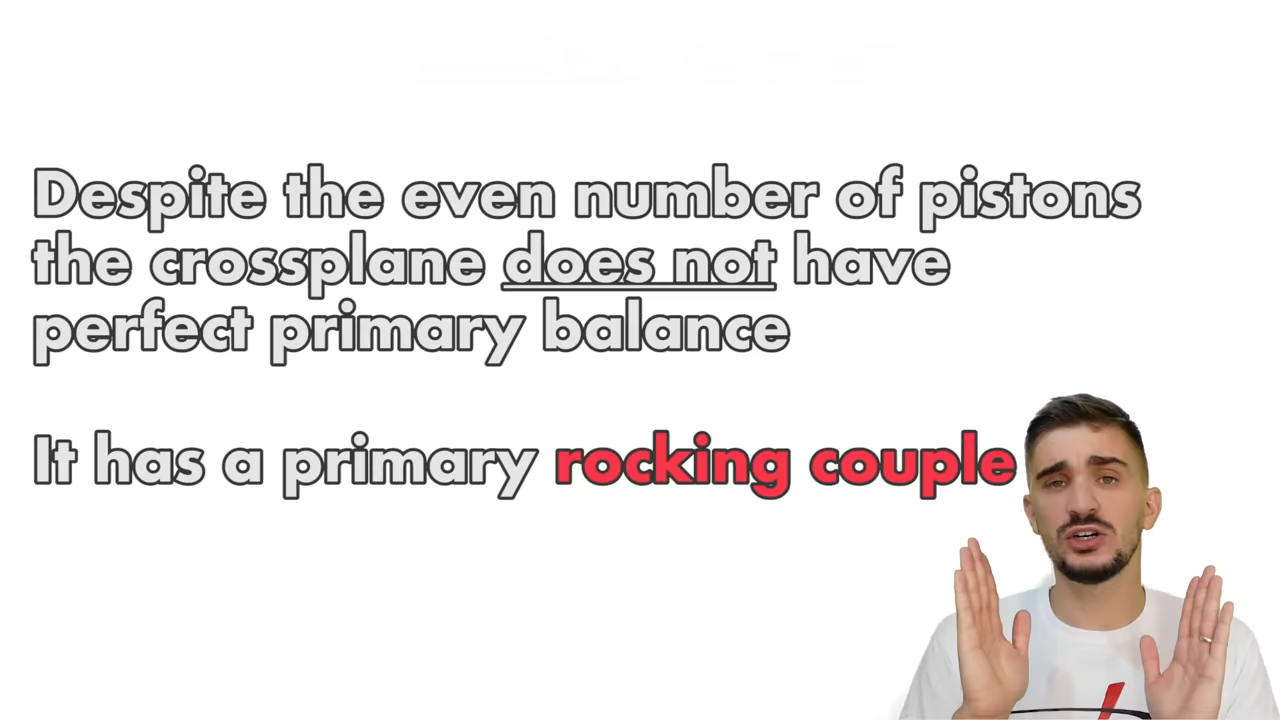 Despite the even number of pistons
the crossplane does not have
perfect primary balance
It has a primary rocking couple